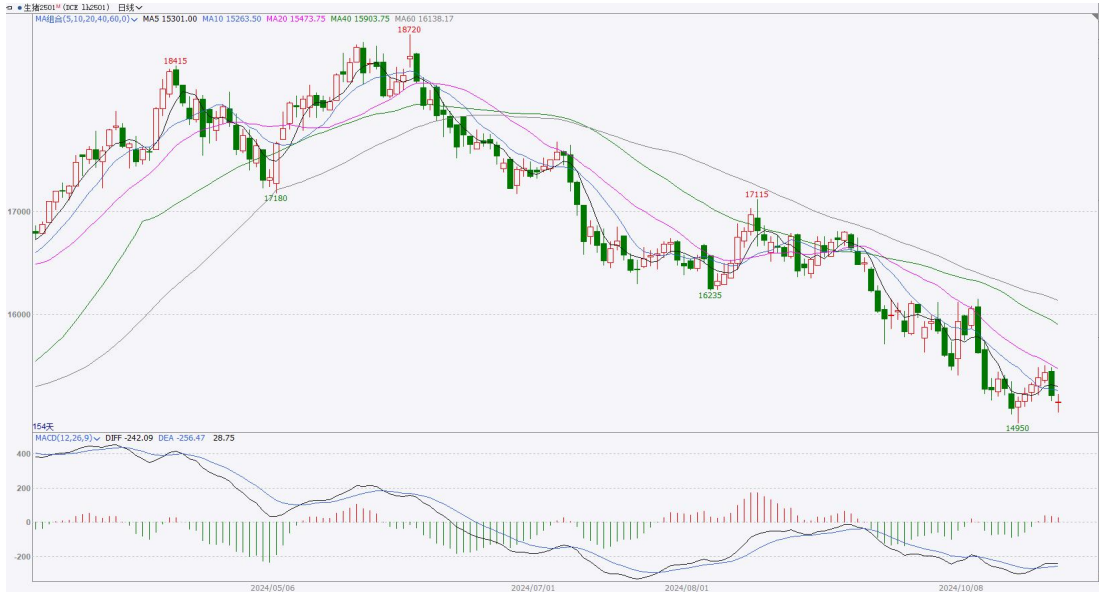 生猪2501M (DCE lh2501) 日线
MA组合(5,10,20,40,60,0) MA5 15301.00 MA10 15263.50 MA20 15473.75 MA40 15903.75 MA60 16138.17
18720
18415
17180
17115
17000
16235
16000
14950
154天
MACD(12,26,9) DIFF -242.09 DEA -256.47 28.75
400
200
0
-200
2024/05/06 2024/07/01 2024/08/01 2024/10/08